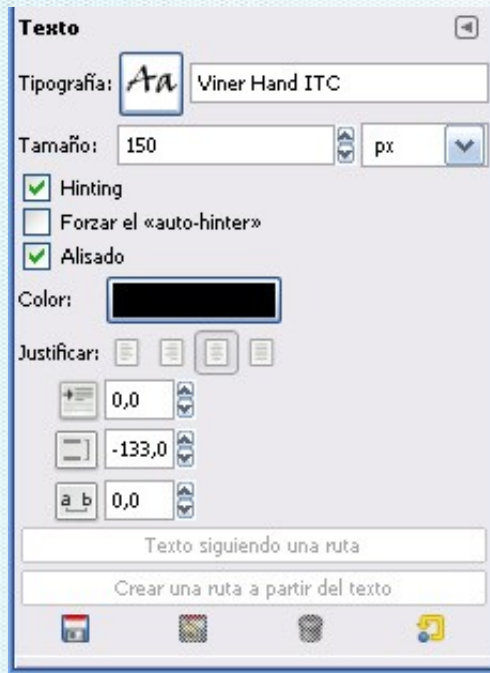 Texto
Tipografía: Aa Viner Hand ITC
Tamaño: 150 px
Hinting
Forzar el «auto-hinter»
Alisado
Color:
Justificar:
0,0
-133,0
a b 0,0
Texto siguiendo una ruta
Crear una ruta a partir del texto